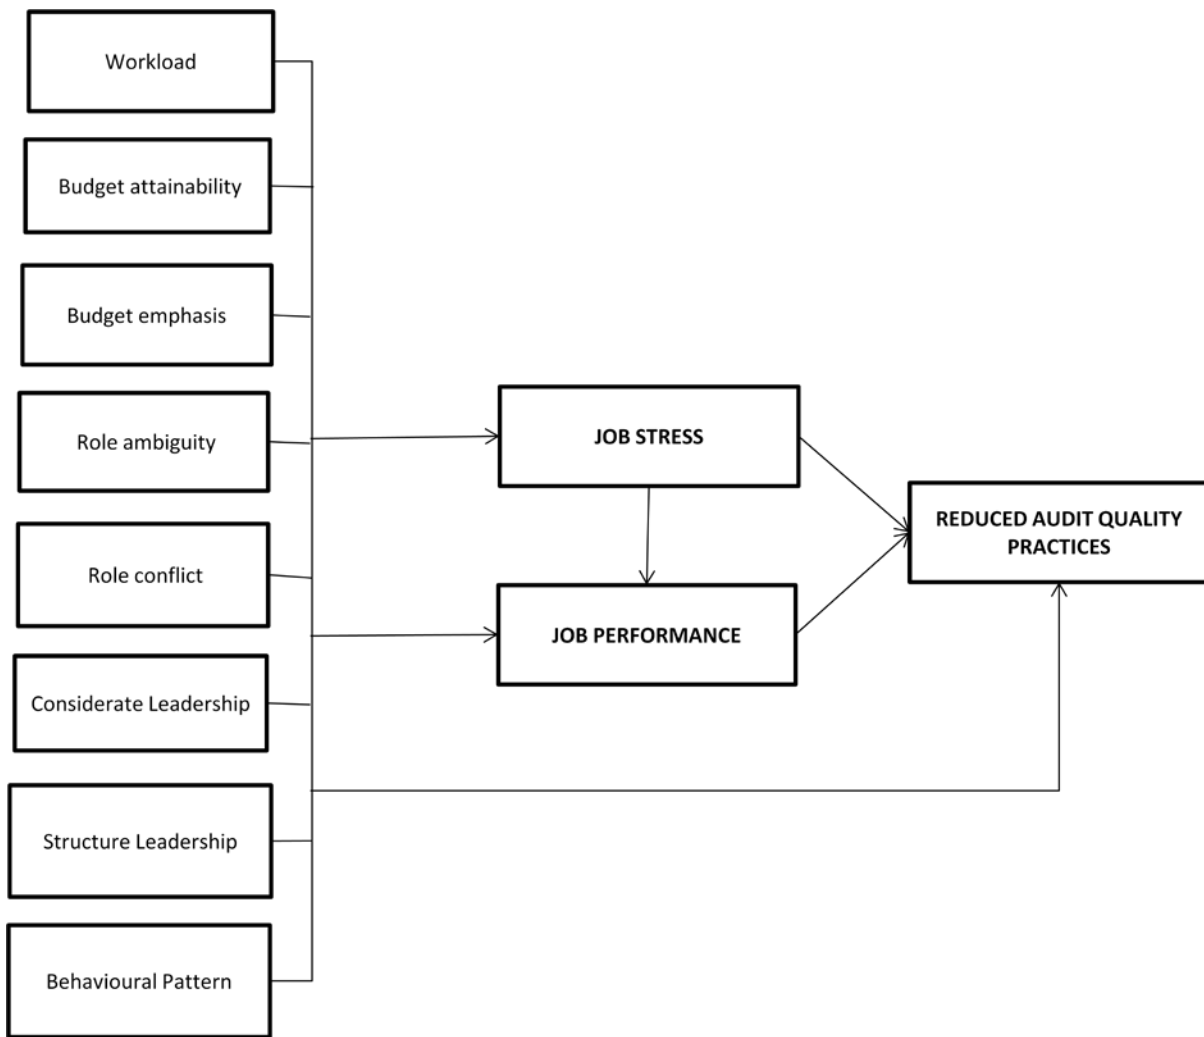 Workload
Budget attainability
Budget emphasis
Role ambiguity
Role conflict
Considerate Leadership
Structure Leadership
Behavioural Pattern
JOB STRESS
JOB PERFORMANCE
REDUCED AUDIT QUALITY
PRACTICES